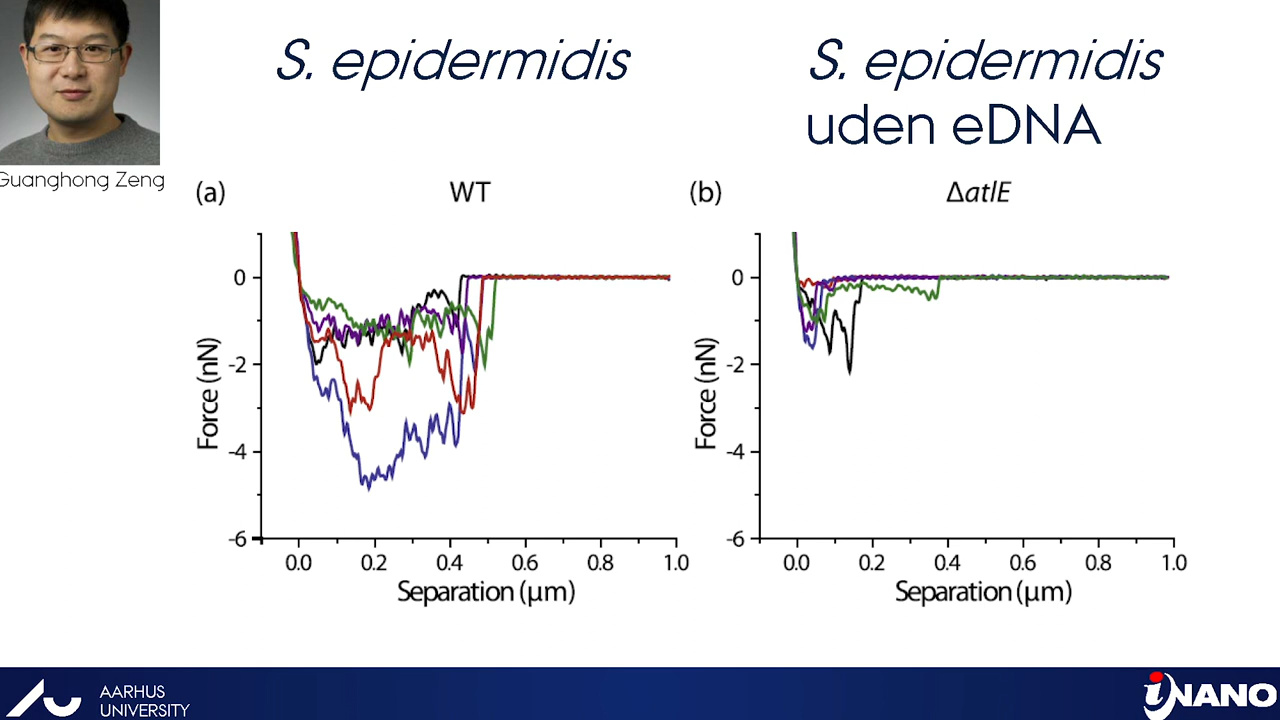 S. epidermidis
S. epidermidis
uden eDNA
Guanghong Zeng
(a)
WT
(b)
ΔatlE
0
-2
-4
-6
Force (nN)
0.0 0.2 0.4 0.6 0.8 1.0
Separation (μm)
0
-2
-4
-6
Force (nN)
0.0 0.2 0.4 0.6 0.8 1.0
Separation (μm)
AARHUS
UNIVERSITY
iNANO